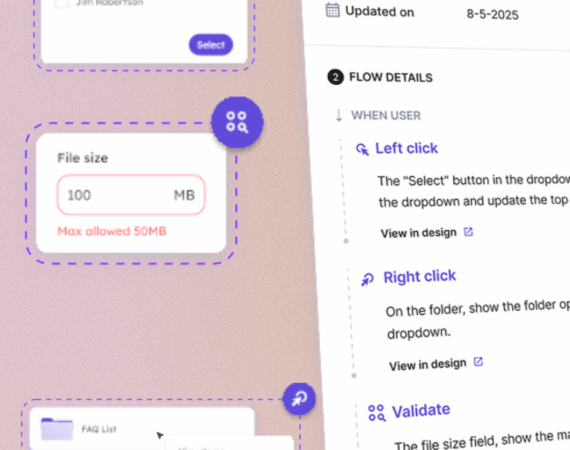 Jim Robertson
Select
File size
100 MB
Max allowed 50MB
FAQ List
Updated on 8-5-2025
2 FLOW DETAILS
WHEN USER
Left click
The "Select" button in the
the dropdown and update the top
View in design
Right click
On the folder, show the folder
dropdown.
View in design
Validate
The file size field, show the